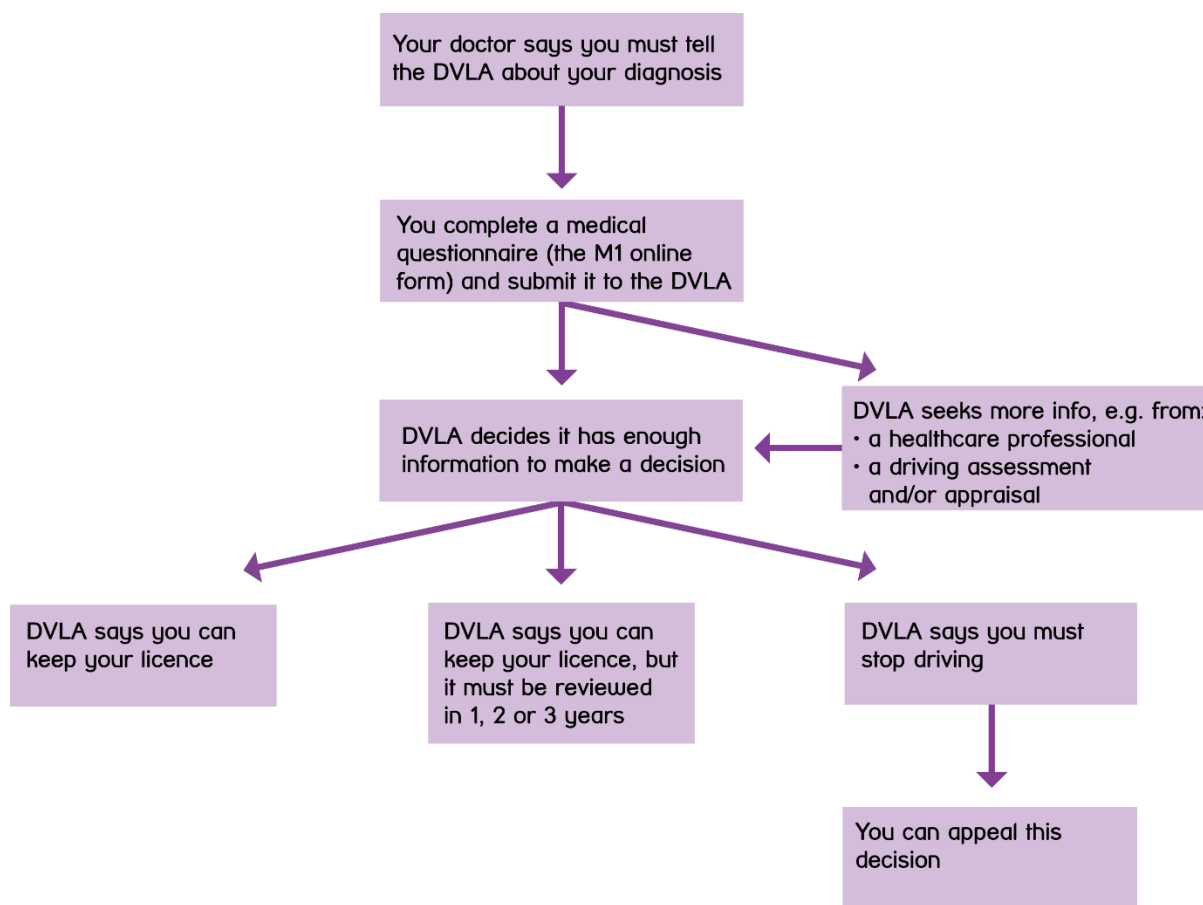 Your doctor says you must tell
the DVLA about your diagnosis
You complete a medical
questionnaire (the M1 online
form) and submit it to the DVLA
DVLA decides it has enough
information to make a decision
DVLA seeks more info, e.g. from:
• a healthcare professional
• a driving assessment
and/or appraisal
DVLA says you can
keep your licence
DVLA says you can
keep your licence, but
it must be reviewed
in 1, 2 or 3 years
DVLA says you must
stop driving
You can appeal this
decision